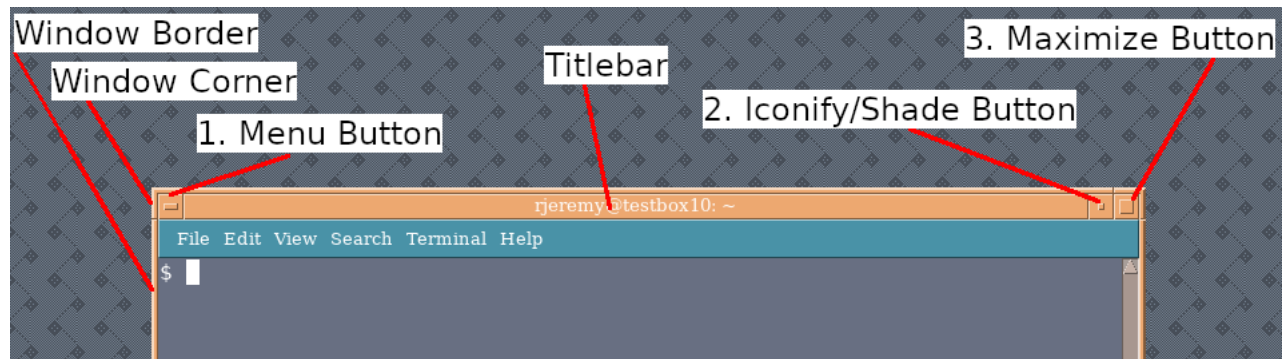 Window Border
3. Maximize Button
Titlebar
Window Corner
2. Iconify/Shade Button
1. Menu Button
rjeremy@testbox10: ~
File Edit View Search Terminal Help
$